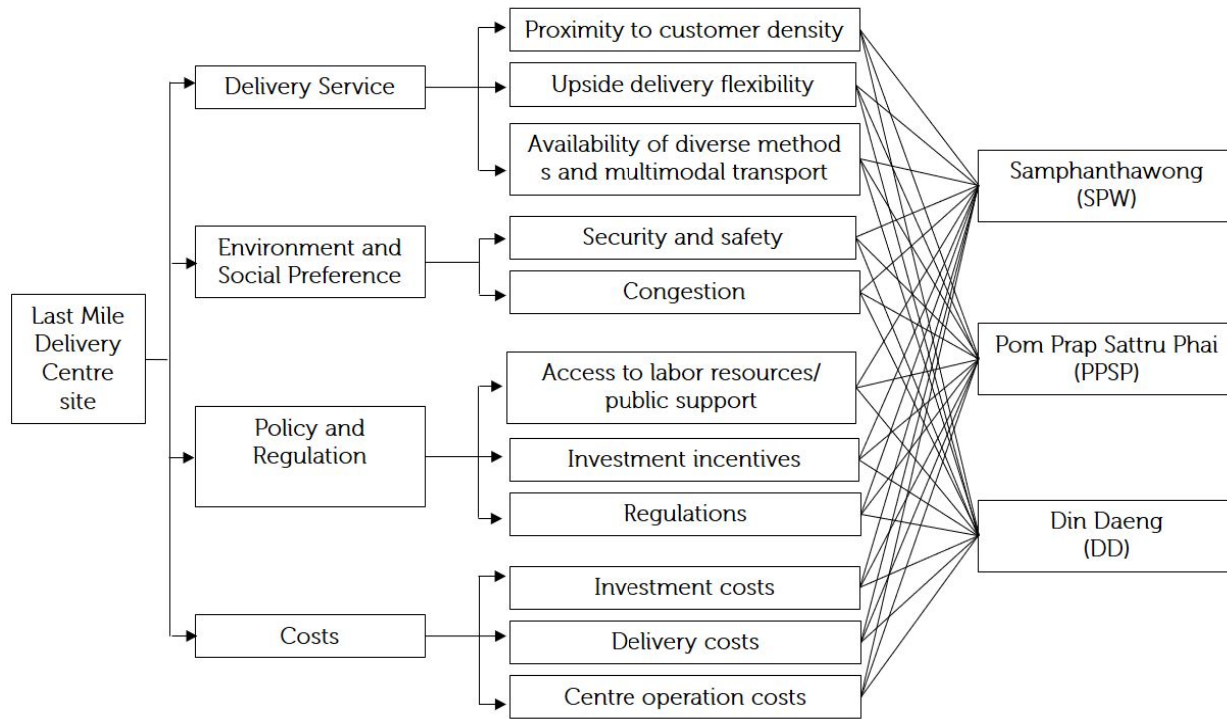 Last Mile
Delivery
Centre
site
Delivery Service
Environment and
Social Preference
Policy and
Regulation
Costs
Proximity to customer density
Upside delivery flexibility
Availability of diverse method
s and multimodal transport
Security and safety
Congestion
Access to labor resources/
public support
Investment incentives
Regulations
Investment costs
Delivery costs
Centre operation costs
Samphanthawong
(SPW)
Pom Prap Sattru Phai
(PPSP)
Din Daeng
(DD)